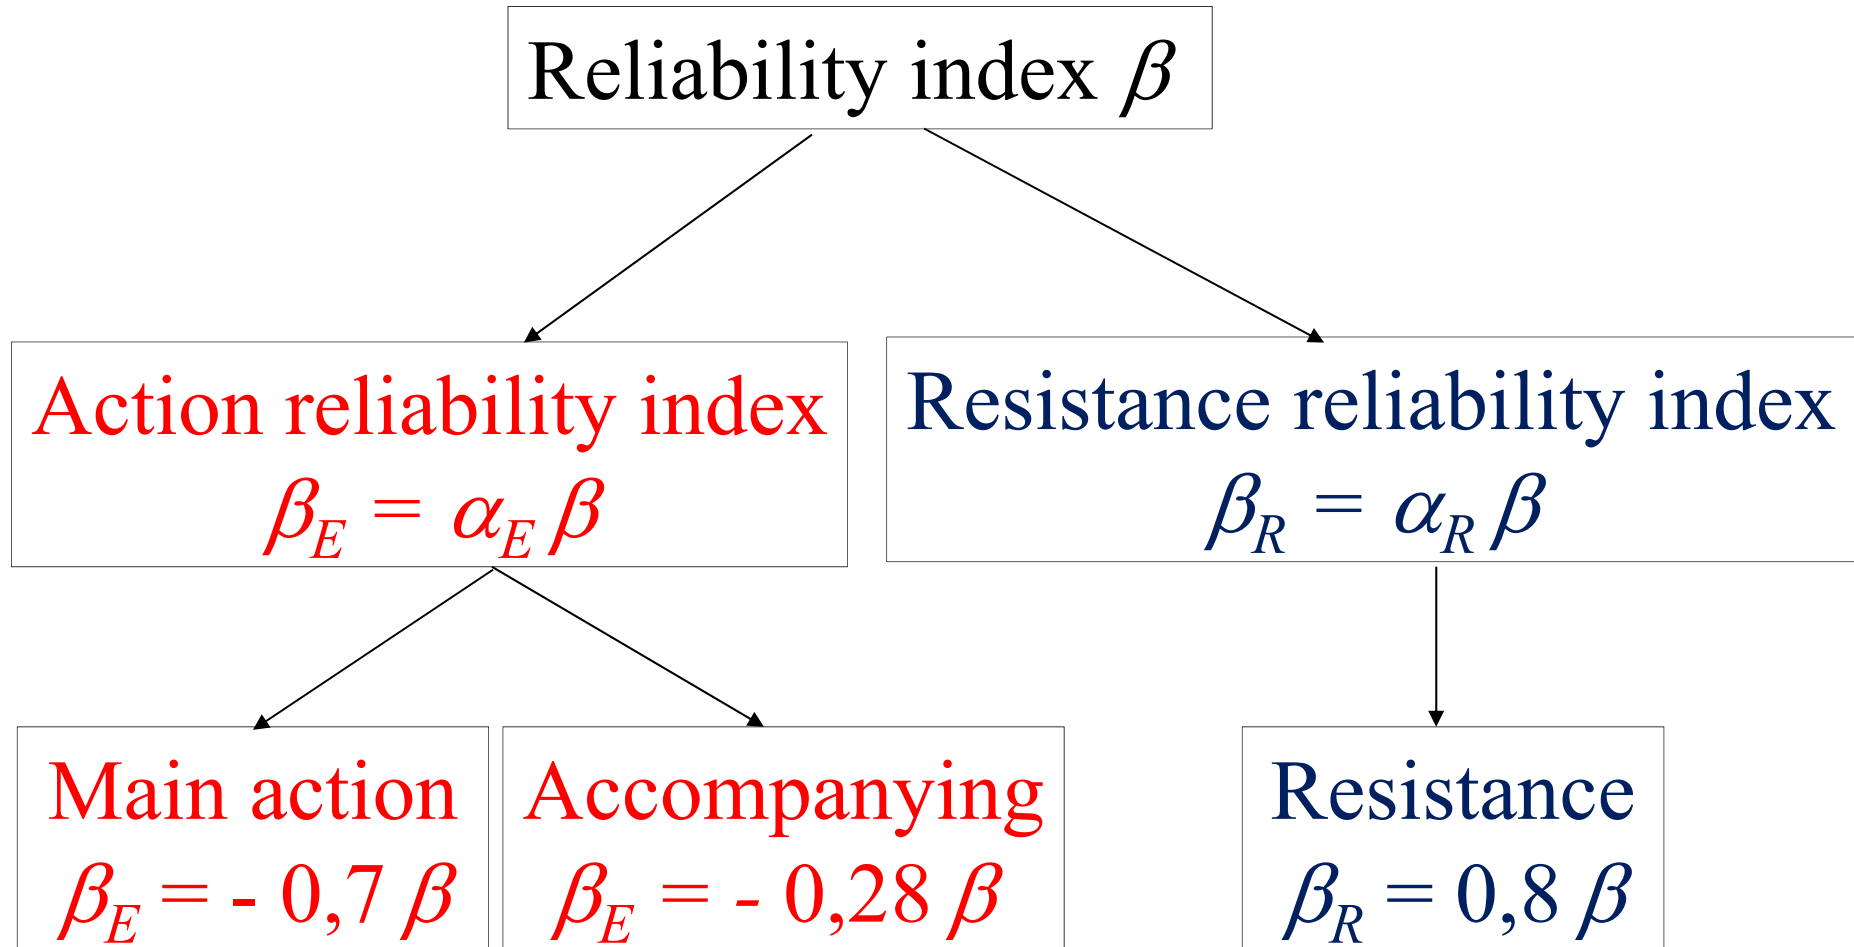 Reliability index β
Action reliability index
β_E = α_E β
Resistance reliability index
β_R = α_R β
Main action
β_E = - 0,7 β
Accompanying
β_E = - 0,28 β
Resistance
β_R = 0,8 β